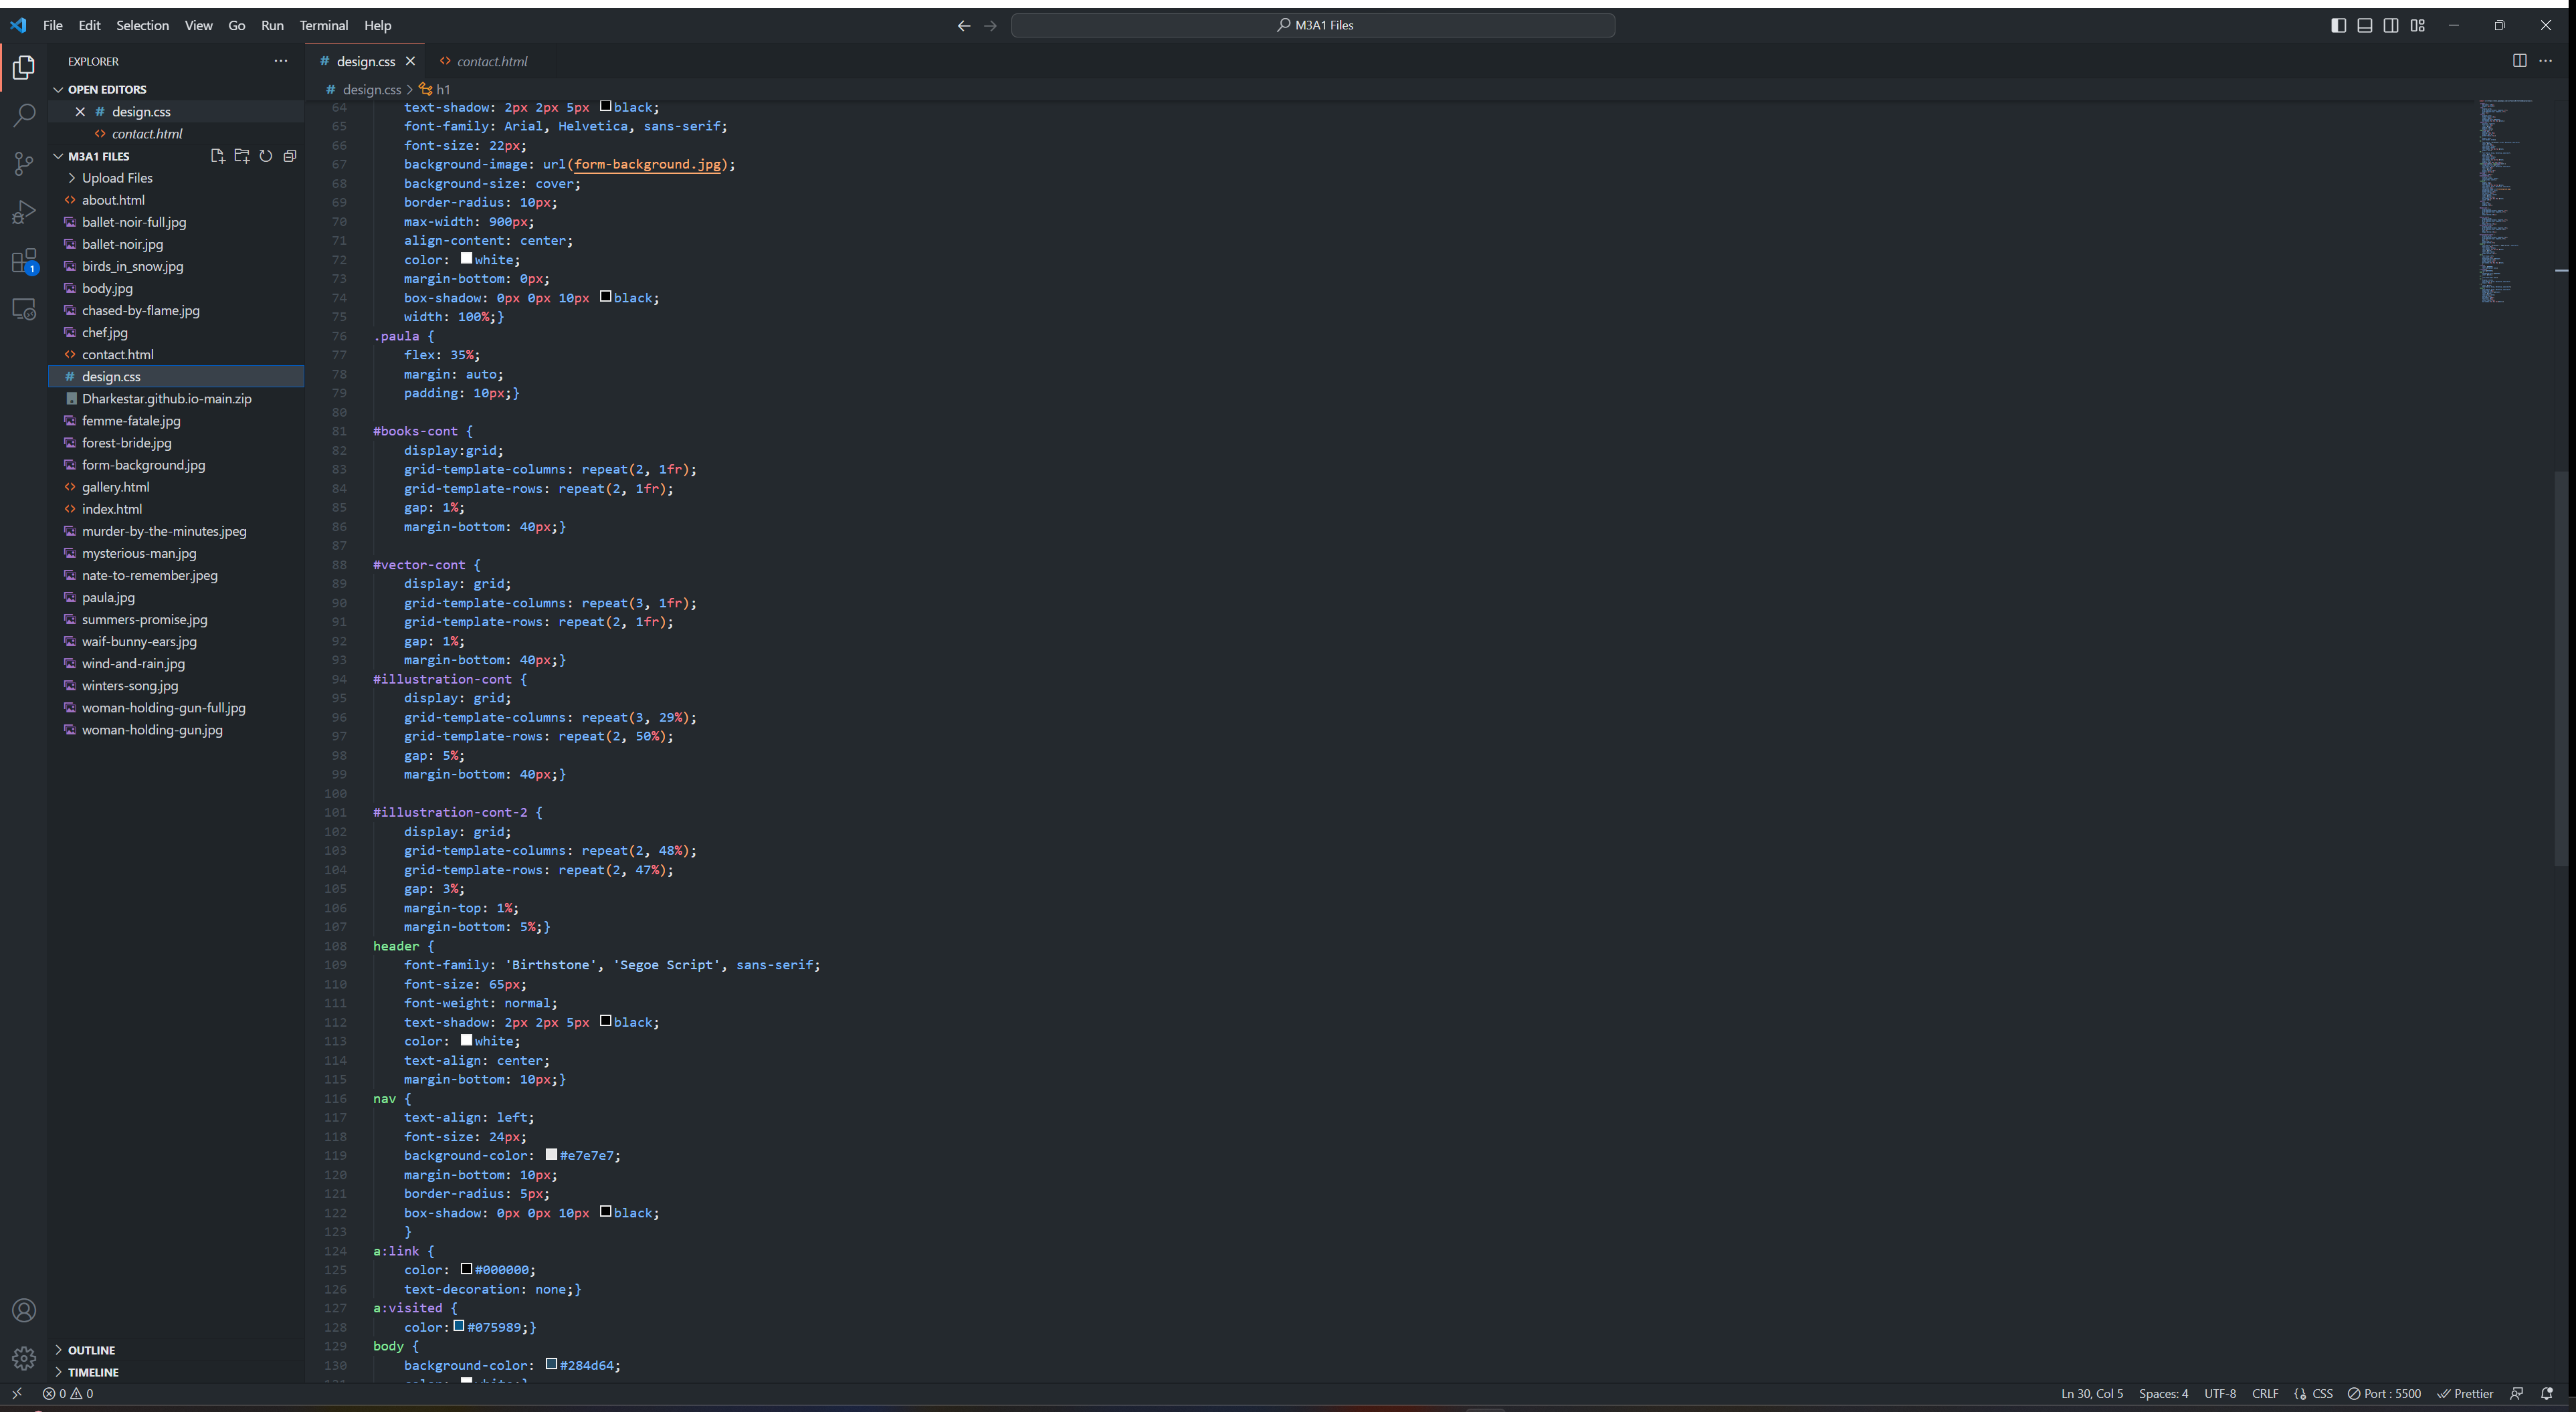 File Edit Selection View Go Run Terminal Help
M3A1 Files
EXPLORER
OPEN EDITORS
# design.css
<> contact.html
M3A1 FILES
Upload Files
<> about.html
ballet-noir-full.jpg
ballet-noir.jpg
birds_in_snow.jpg
body.jpg
chased-by-flame.jpg
chef.jpg
<> contact.html
# design.css
Dharkestar.github.io-main.zip
femme-fatale.jpg
forest-bride.jpg
form-background.jpg
<> gallery.html
<> index.html
murder-by-the-minutes.jpeg
mysterious-man.jpg
nate-to-remember.jpeg
paula.jpg
summers-promise.jpg
waif-bunny-ears.jpg
wind-and-rain.jpg
winters-song.jpg
woman-holding-gun-full.jpg
woman-holding-gun.jpg
OUTLINE
TIMELINE
1
# design.css <> contact.html
# design.css > h1
64 text-shadow: 2px 2px 5px black;
65 font-family: Arial, Helvetica, sans-serif;
66 font-size: 22px;
67 background-image: url(form-background.jpg);
68 background-size: cover;
69 border-radius: 10px;
70 max-width: 900px;
71 align-content: center;
72 color: white;
73 margin-bottom: 0px;
74 box-shadow: 0px 0px 10px black;
75 width: 100%;}
76 .paula {
77 flex: 35%;
78 margin: auto;
79 padding: 10px;}
80
81 #books-cont {
82 display:grid;
83 grid-template-columns: repeat(2, 1fr);
84 grid-template-rows: repeat(2, 1fr);
85 gap: 1%;
86 margin-bottom: 40px;}
87
88 #vector-cont {
89 display: grid;
90 grid-template-columns: repeat(3, 1fr);
91 grid-template-rows: repeat(2, 1fr);
92 gap: 1%;
93 margin-bottom: 40px;}
94 #illustration-cont {
95 display: grid;
96 grid-template-columns: repeat(3, 29%);
97 grid-template-rows: repeat(2, 50%);
98 gap: 5%;
99 margin-bottom: 40px;}
100
101 #illustration-cont-2 {
102 display: grid;
103 grid-template-columns: repeat(2, 48%);
104 grid-template-rows: repeat(2, 47%);
105 gap: 3%;
106 margin-top: 1%;
107 margin-bottom: 5%;}
108 header {
109 font-family: 'Birthstone', 'Segoe Script', sans-serif;
110 font-size: 65px;
111 font-weight: normal;
112 text-shadow: 2px 2px 5px black;
113 color: white;
114 text-align: center;
115 margin-bottom: 10px;}
116 nav {
117 text-align: left;
118 font-size: 24px;
119 background-color: #e7e7e7;
120 margin-bottom: 10px;
121 border-radius: 5px;
122 box-shadow: 0px 0px 10px black;
123 }
124 a:link {
125 color: #000000;
126 text-decoration: none;}
127 a:visited {
128 color: #075989;}
129 body {
130 background-color: #284d64;
0 0
Ln 30, Col 5 Spaces: 4 UTF-8 CRLF CSS Port : 5500 Prettier